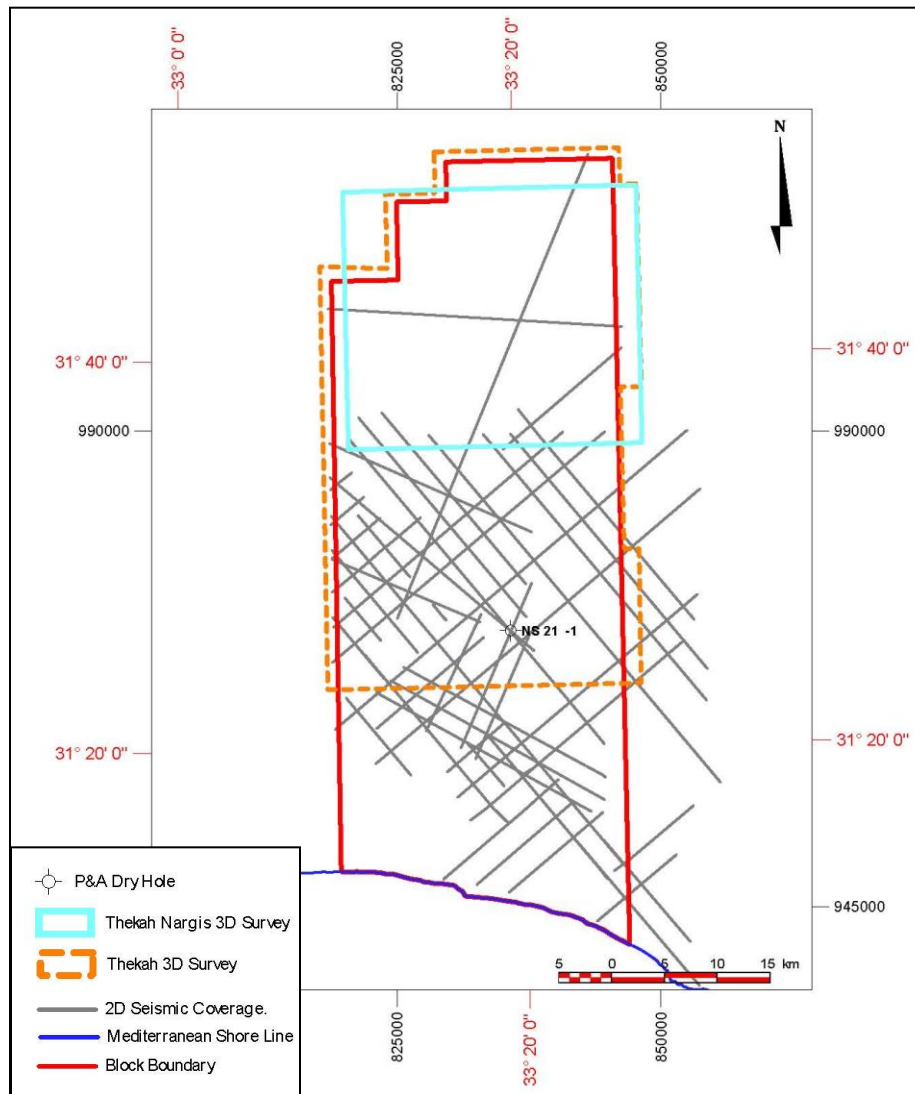 33° 0' 0"
825000
33° 20' 0"
850000
N
31° 40' 0"
31° 40' 0"
990000
990000
NS 21 -1
31° 20' 0"
31° 20' 0"
945000
5 0 5 10 15 km
825000
33° 20' 0"
850000
P&A Dry Hole
Thekah Nargis 3D Survey
Thekah 3D Survey
2D Seismic Coverage.
Mediterranean Shore Line
Block Boundary